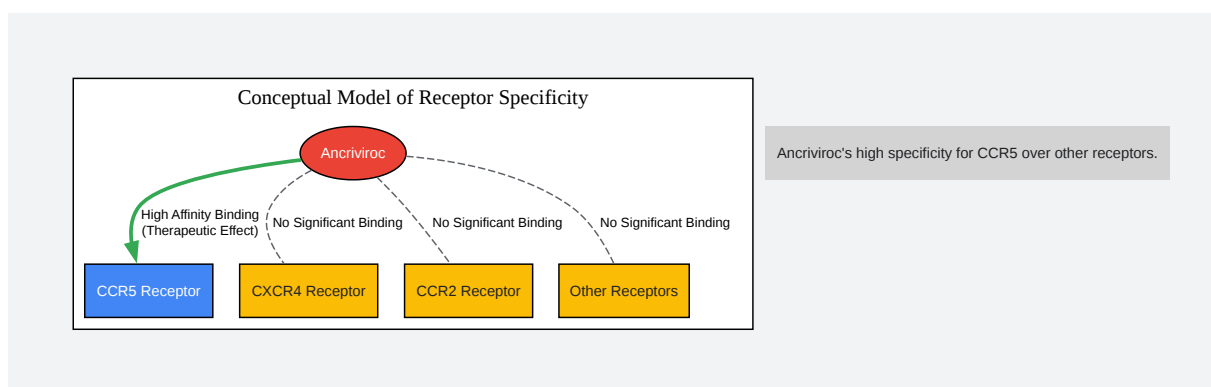 Conceptual Model of Receptor Specificity
Ancriviroc
Ancriviroc's high specificity for CCR5 over other receptors.
High Affinity Binding
(Therapeutic Effect)
No Significant Binding
No Significant Binding
No Significant Binding
CCR5 Receptor
CXCR4 Receptor
CCR2 Receptor
Other Receptors